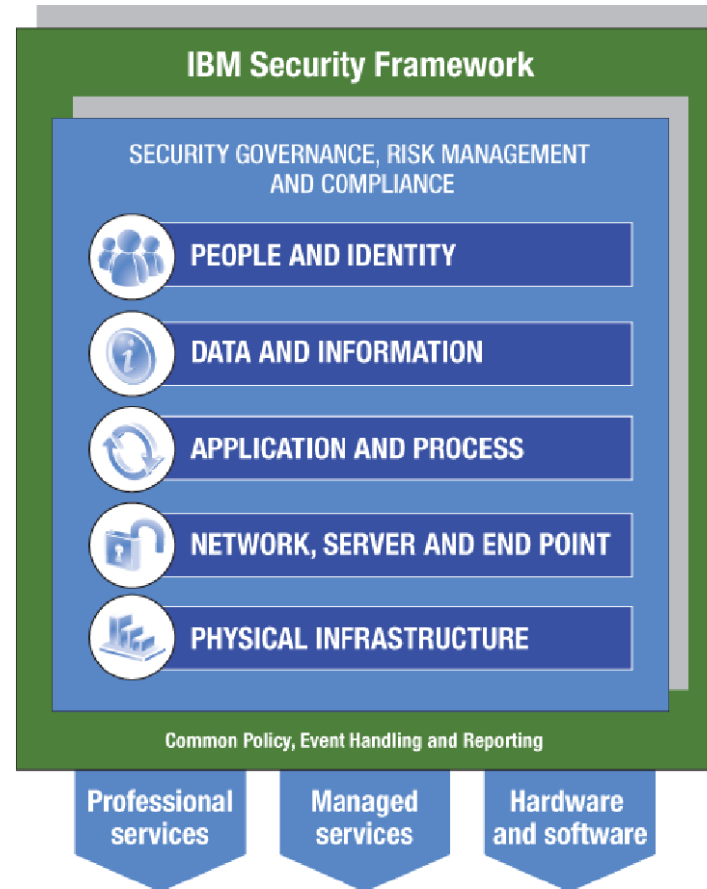 IBM Security Framework
SECURITY GOVERNANCE, RISK MANAGEMENT
AND COMPLIANCE
PEOPLE AND IDENTITY
DATA AND INFORMATION
APPLICATION AND PROCESS
NETWORK, SERVER AND END POINT
PHYSICAL INFRASTRUCTURE
Common Policy, Event Handling and Reporting
Professional
services
Managed
services
Hardware
and software